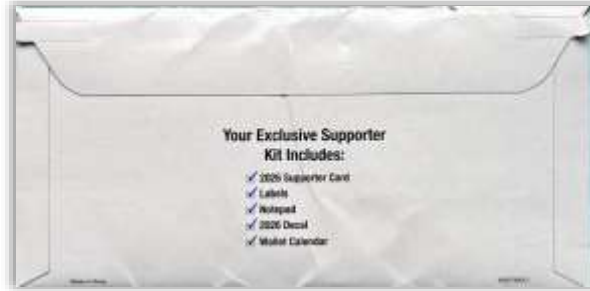 Your Exclusive Supporter
Kit Includes:
2026 Supporter Card
Labels
Notepad
2026 Decal
Wallet Calendar